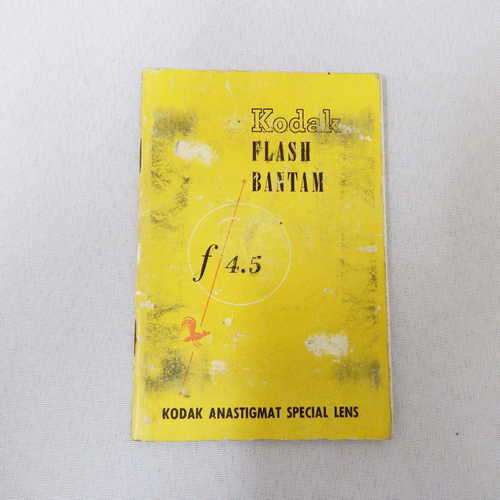 Kodak
FLASH
BANTAM
f/4.5
KODAK ANASTIGMAT SPECIAL LENS